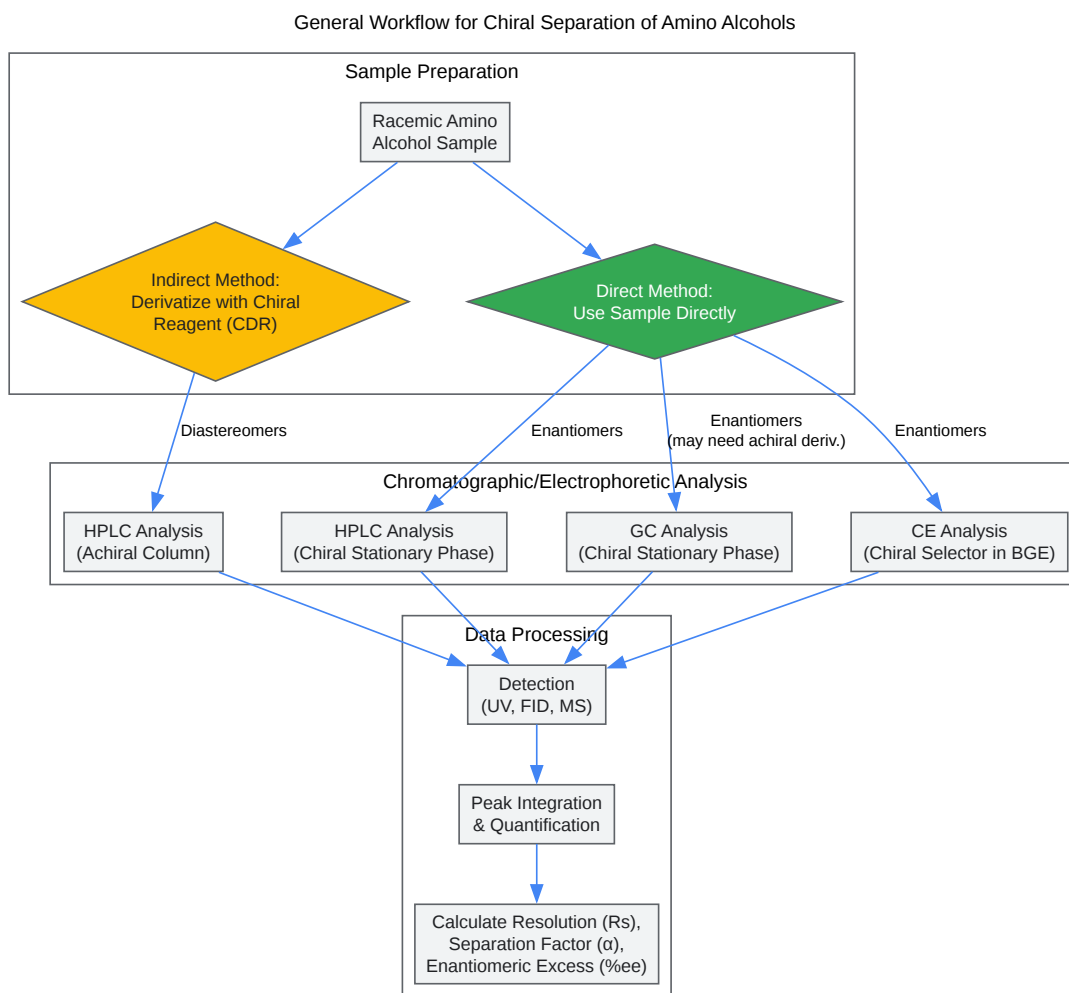 General Workflow for Chiral Separation of Amino Alcohols
Sample Preparation
Racemic Amino
Alcohol Sample
Indirect Method:
Derivatize with Chiral
Reagent (CDR)
Direct Method:
Use Sample Directly
Diastereomers
Enantiomers
Enantiomers
(may need achiral deriv.)
Enantiomers
Chromatographic/Electrophoretic Analysis
HPLC Analysis
(Achiral Column)
HPLC Analysis
(Chiral Stationary Phase)
GC Analysis
(Chiral Stationary Phase)
CE Analysis
(Chiral Selector in BGE)
Data Processing
Detection
(UV, FID, MS)
Peak Integration
& Quantification
Calculate Resolution (Rs),
Separation Factor (α),
Enantiomeric Excess (%ee)